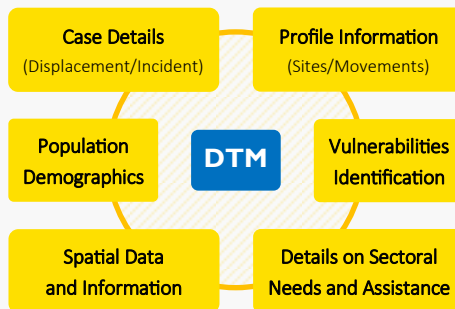 Case Details
(Displacement/Incident)
Profile Information
(Sites/Movements)
Population
Demographics
DTM
Vulnerabilities
Identification
Spatial Data
and Information
Details on Sectoral
Needs and Assistance